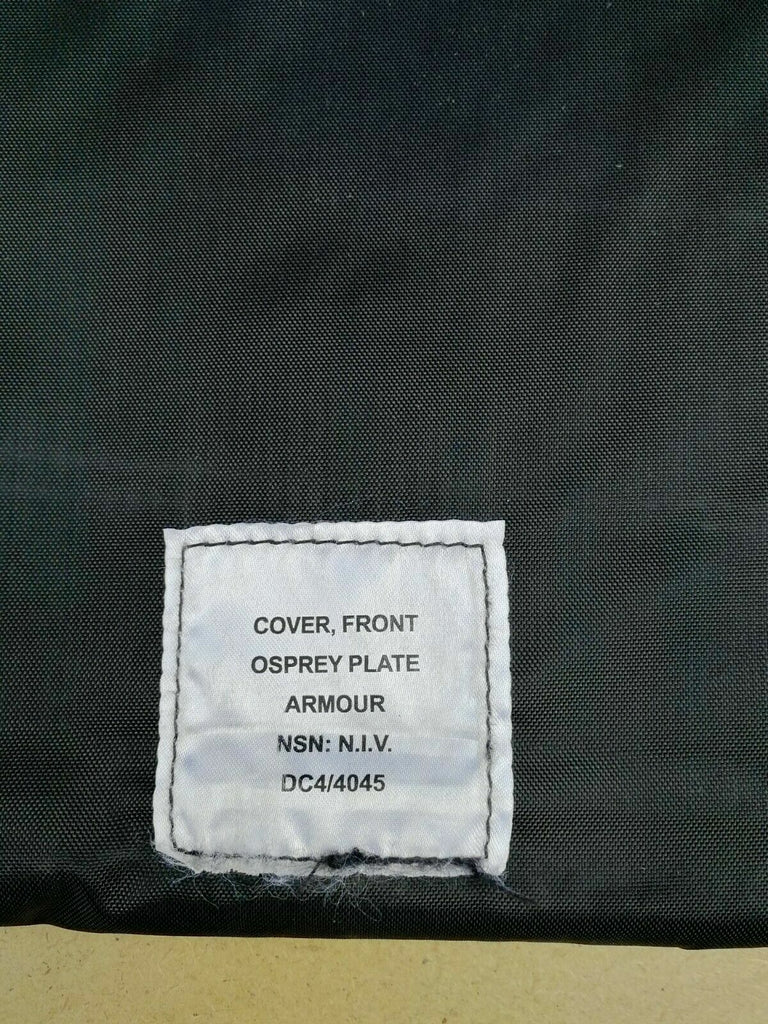 COVER, FRONT
OSPREY PLATE
ARMOUR
NSN: N.I.V.
DC4/4045